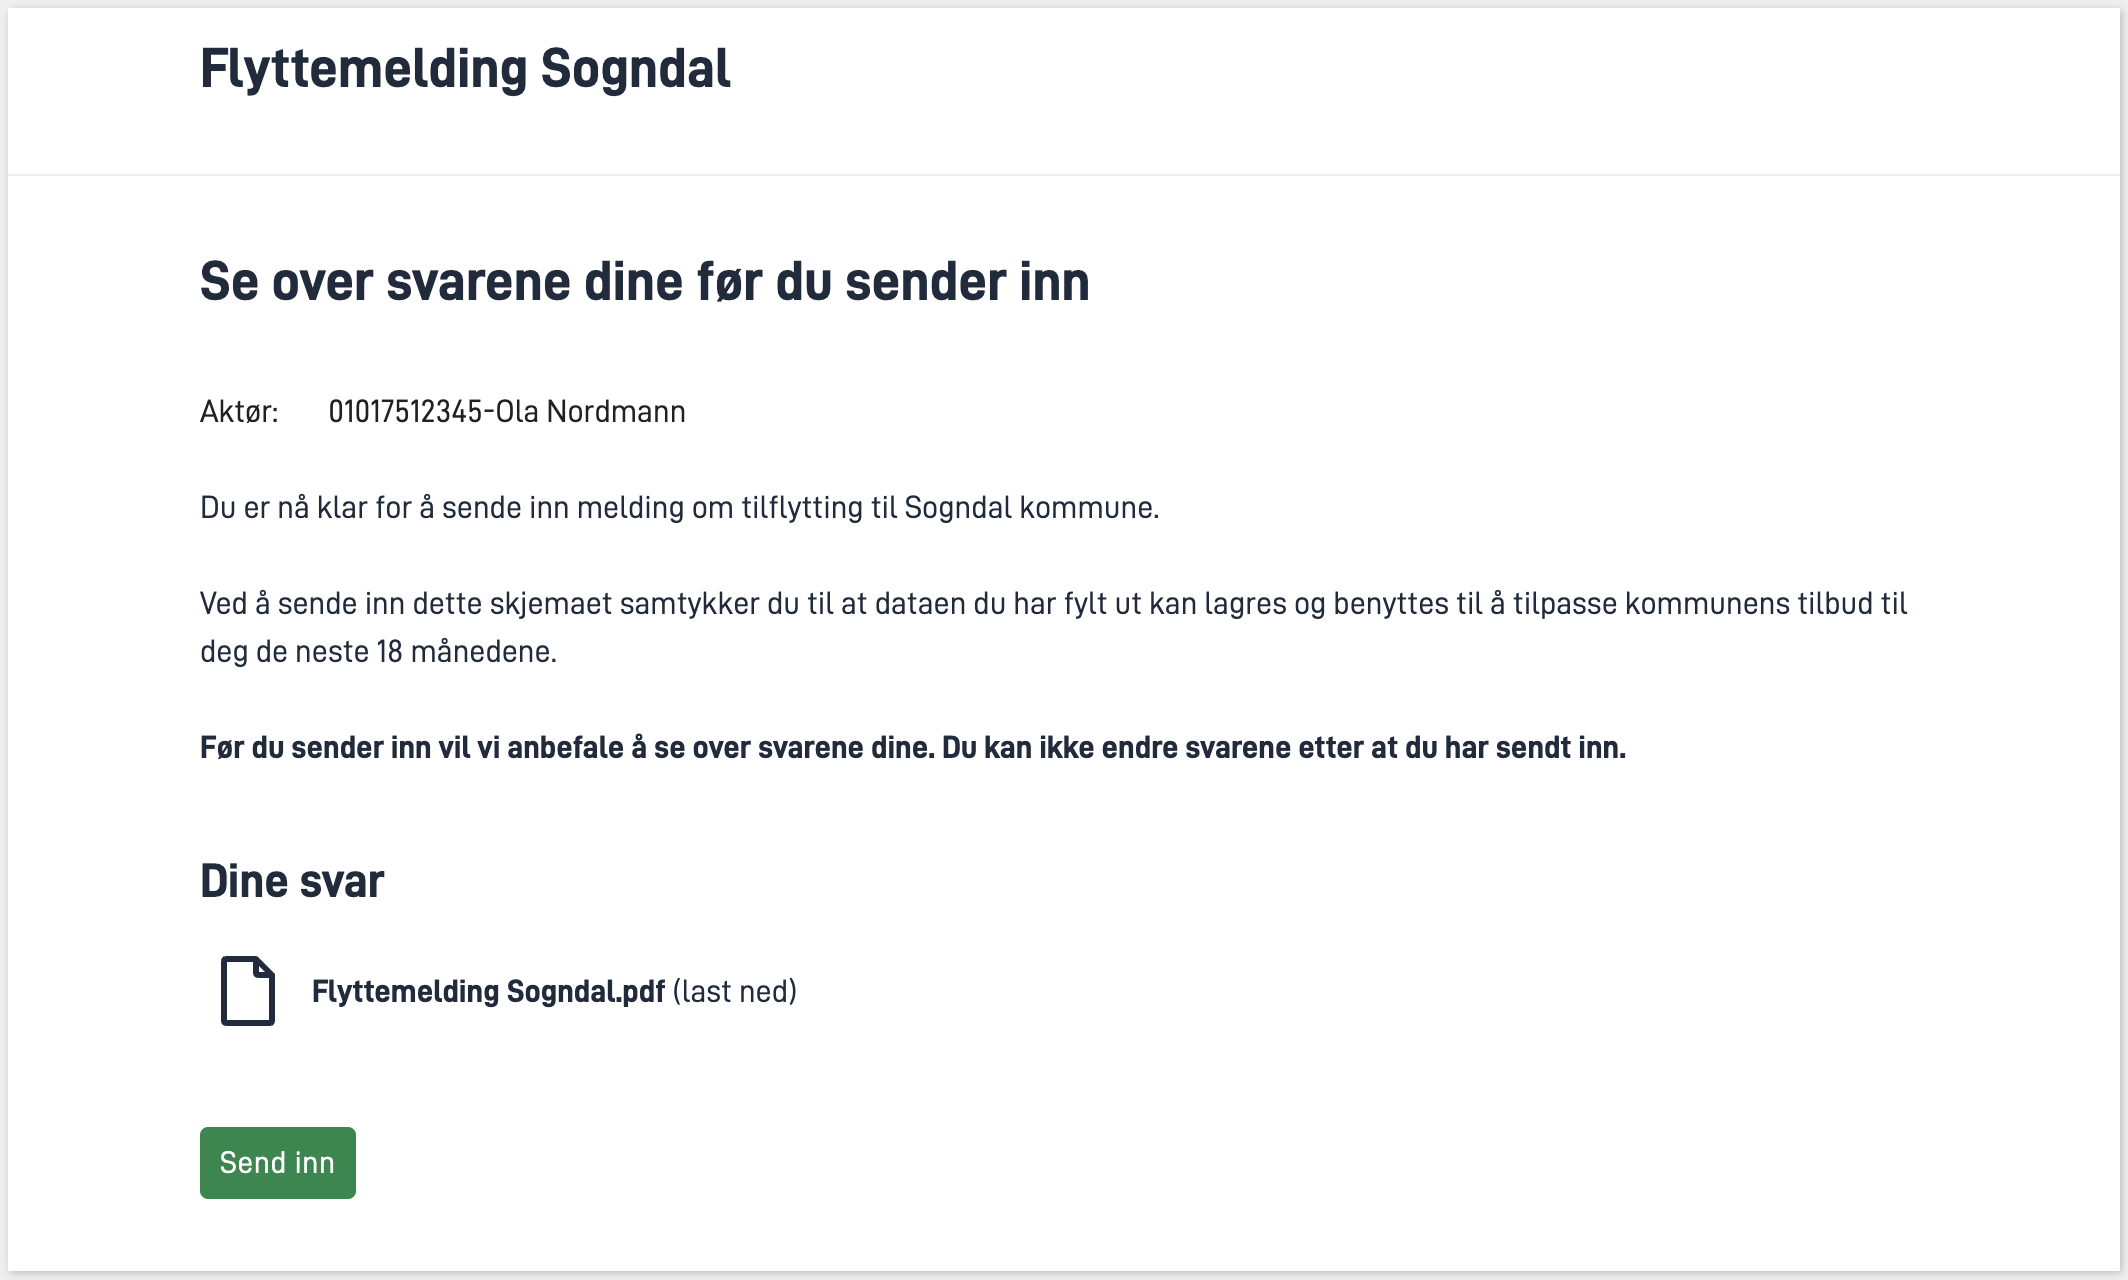 Flyttemelding Sogndal
Se over svarene dine før du sender inn
Aktør: 01017512345-Ola Nordmann
Du er nå klar for å sende inn melding om tilflytting til Sogndal kommune.
Ved å sende inn dette skjemaet samtykker du til at dataen du har fylt ut kan lagres og benyttes til å tilpasse kommunens tilbud til
deg de neste 18 månedene.
Før du sender inn vil vi anbefale å se over svarene dine. Du kan ikke endre svarene etter at du har sendt inn.
Dine svar
Flyttemelding Sogndal.pdf (last ned)
Send inn